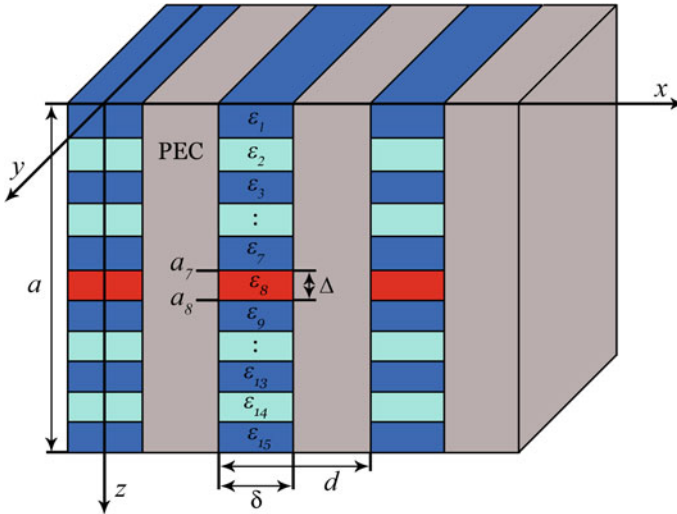 x
y
z
a
PEC
ε₁
ε₂
ε₃
:
ε₇
a₇
ε₈
Δ
a₈
ε₉
:
ε₁₃
ε₁₄
ε₁₅
d
δ